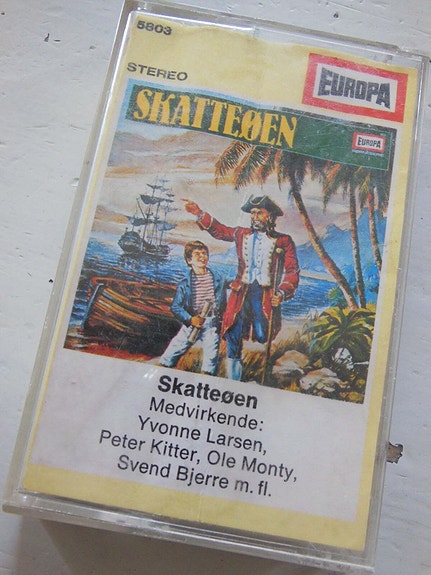 5803
STEREO
EUROPA
SKATTEØEN
EUROPA
Skatteøen
Medvirkende:
Yvonne Larsen,
Peter Kitter, Ole Monty,
Svend Bjerre m. fl.